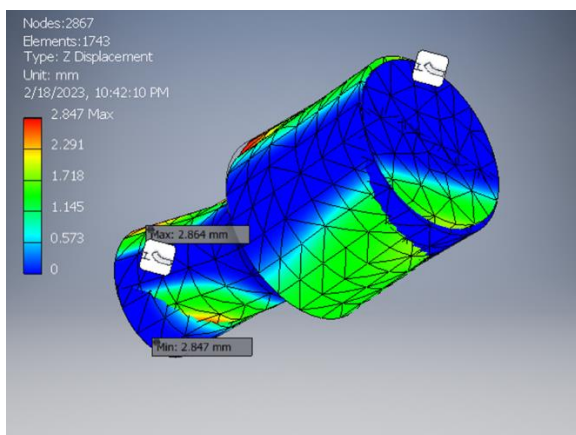 Nodes:2867
Elements:1743
Type: Z Displacement
Unit: mm
2/18/2023, 10:42:10 PM
2.847 Max
2.291
1.718
1.145
0.573
0
Max: 2.864 mm
Min: 2.847 mm